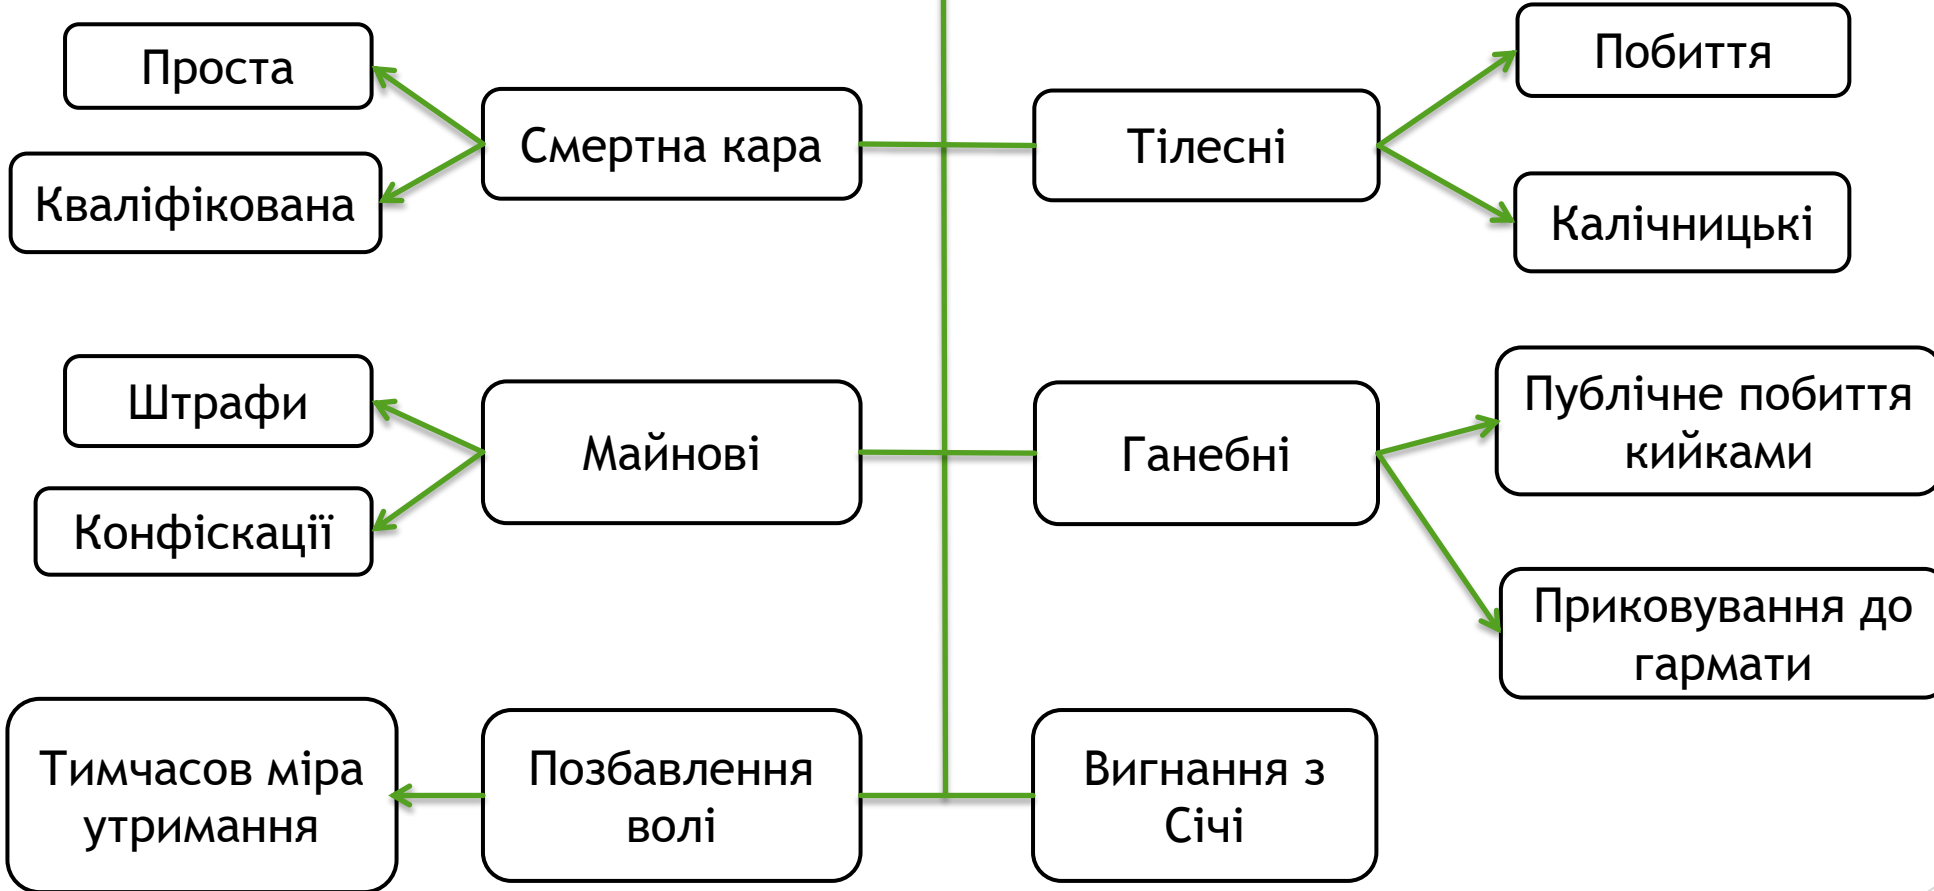 Проста
Смертна кара
Кваліфікована
Тілесні
Побиття
Калічницькі
Штрафи
Майнові
Конфіскації
Ганебні
Публічне побиття
кийками
Приковування до
гармати
Тимчасов міра
утримання
Позбавлення
волі
Вигнання з
Січі